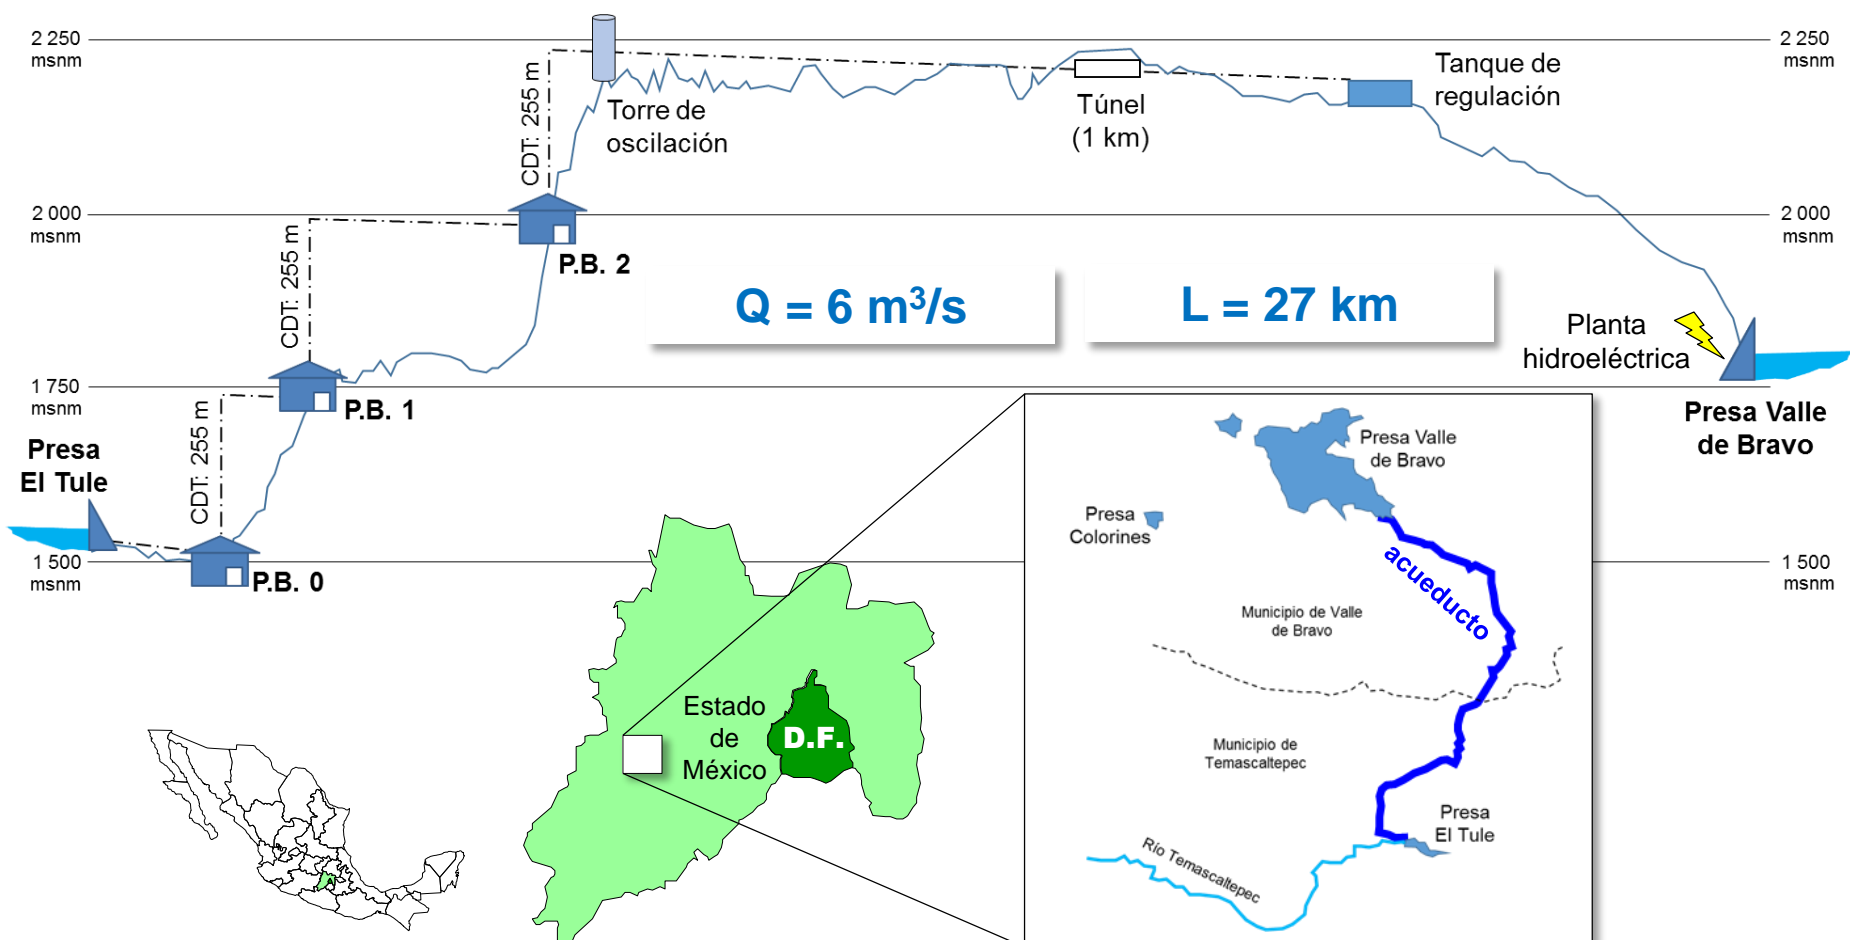 2 250
msnm
2 250
msnm
CDT: 255 m
Torre de
oscilación
Túnel
(1 km)
Tanque de
regulación
2 000
msnm
2 000
msnm
CDT: 255 m
P.B. 2
Q = 6 m³/s
L = 27 km
Planta
hidroeléctrica
1 750
msnm
P.B. 1
CDT: 255 m
Presa Valle
de Bravo
Presa
El Tule
1 500
msnm
1 500
msnm
P.B. 0
Presa Valle
de Bravo
Presa
Colorines
acueducto
Municipio de Valle
de Bravo
Municipio de
Temascaltepec
Presa
El Tule
Río Temascaltepec
Estado
de
México
D.F.